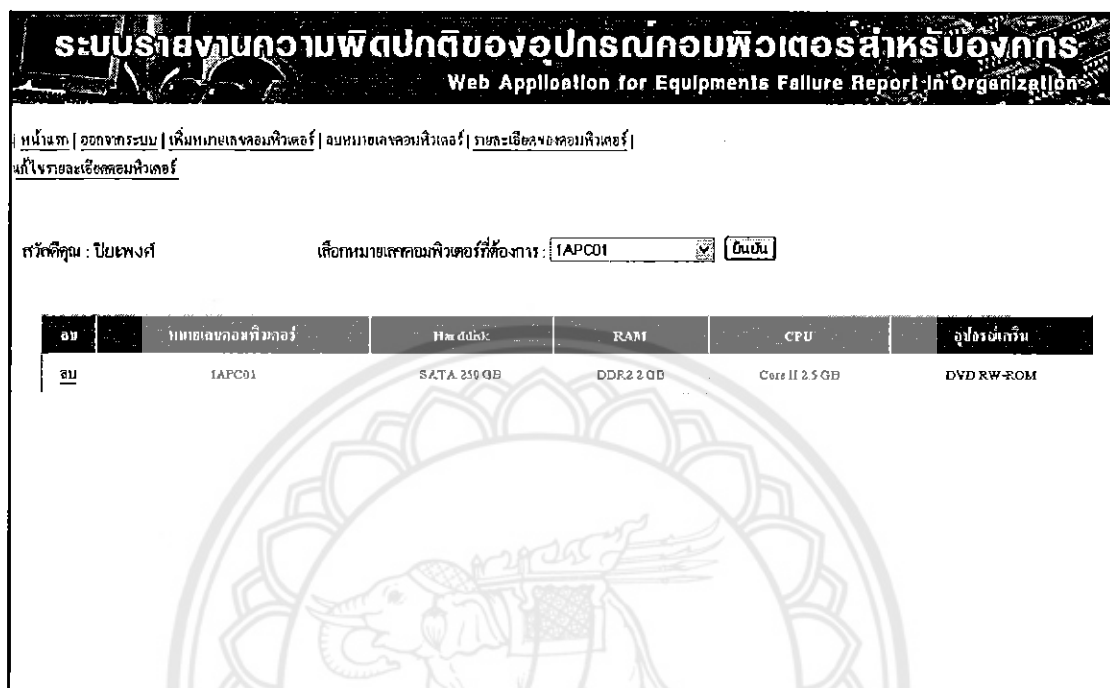 ระบบรายงานความผิดปกติของอุปกรณ์คอมพิวเตอร์สำหรับองค์กร
Web Application for Equipments Failure Report In Organization
| หน้าแรก | ออกจากระบบ | เพิ่มหมายเลขคอมพิวเตอร์ | ลบหมายเลขคอมพิวเตอร์ | รายละเอียดของคอมพิวเตอร์ |
แก้ไขรายละเอียดคอมพิวเตอร์
สวัสดีคุณ : ปิยะพงศ์ เลือกหมายเลขคอมพิวเตอร์ที่ต้องการ : 1APC01 ยืนยัน
ลบ หมายเลขคอมพิวเตอร์ Harddisk RAM CPU อุปกรณ์เสริม
ลบ 1APC01 SATA 250 GB DDR2 2 GB Core II 2.5 GB DVD RW-ROM